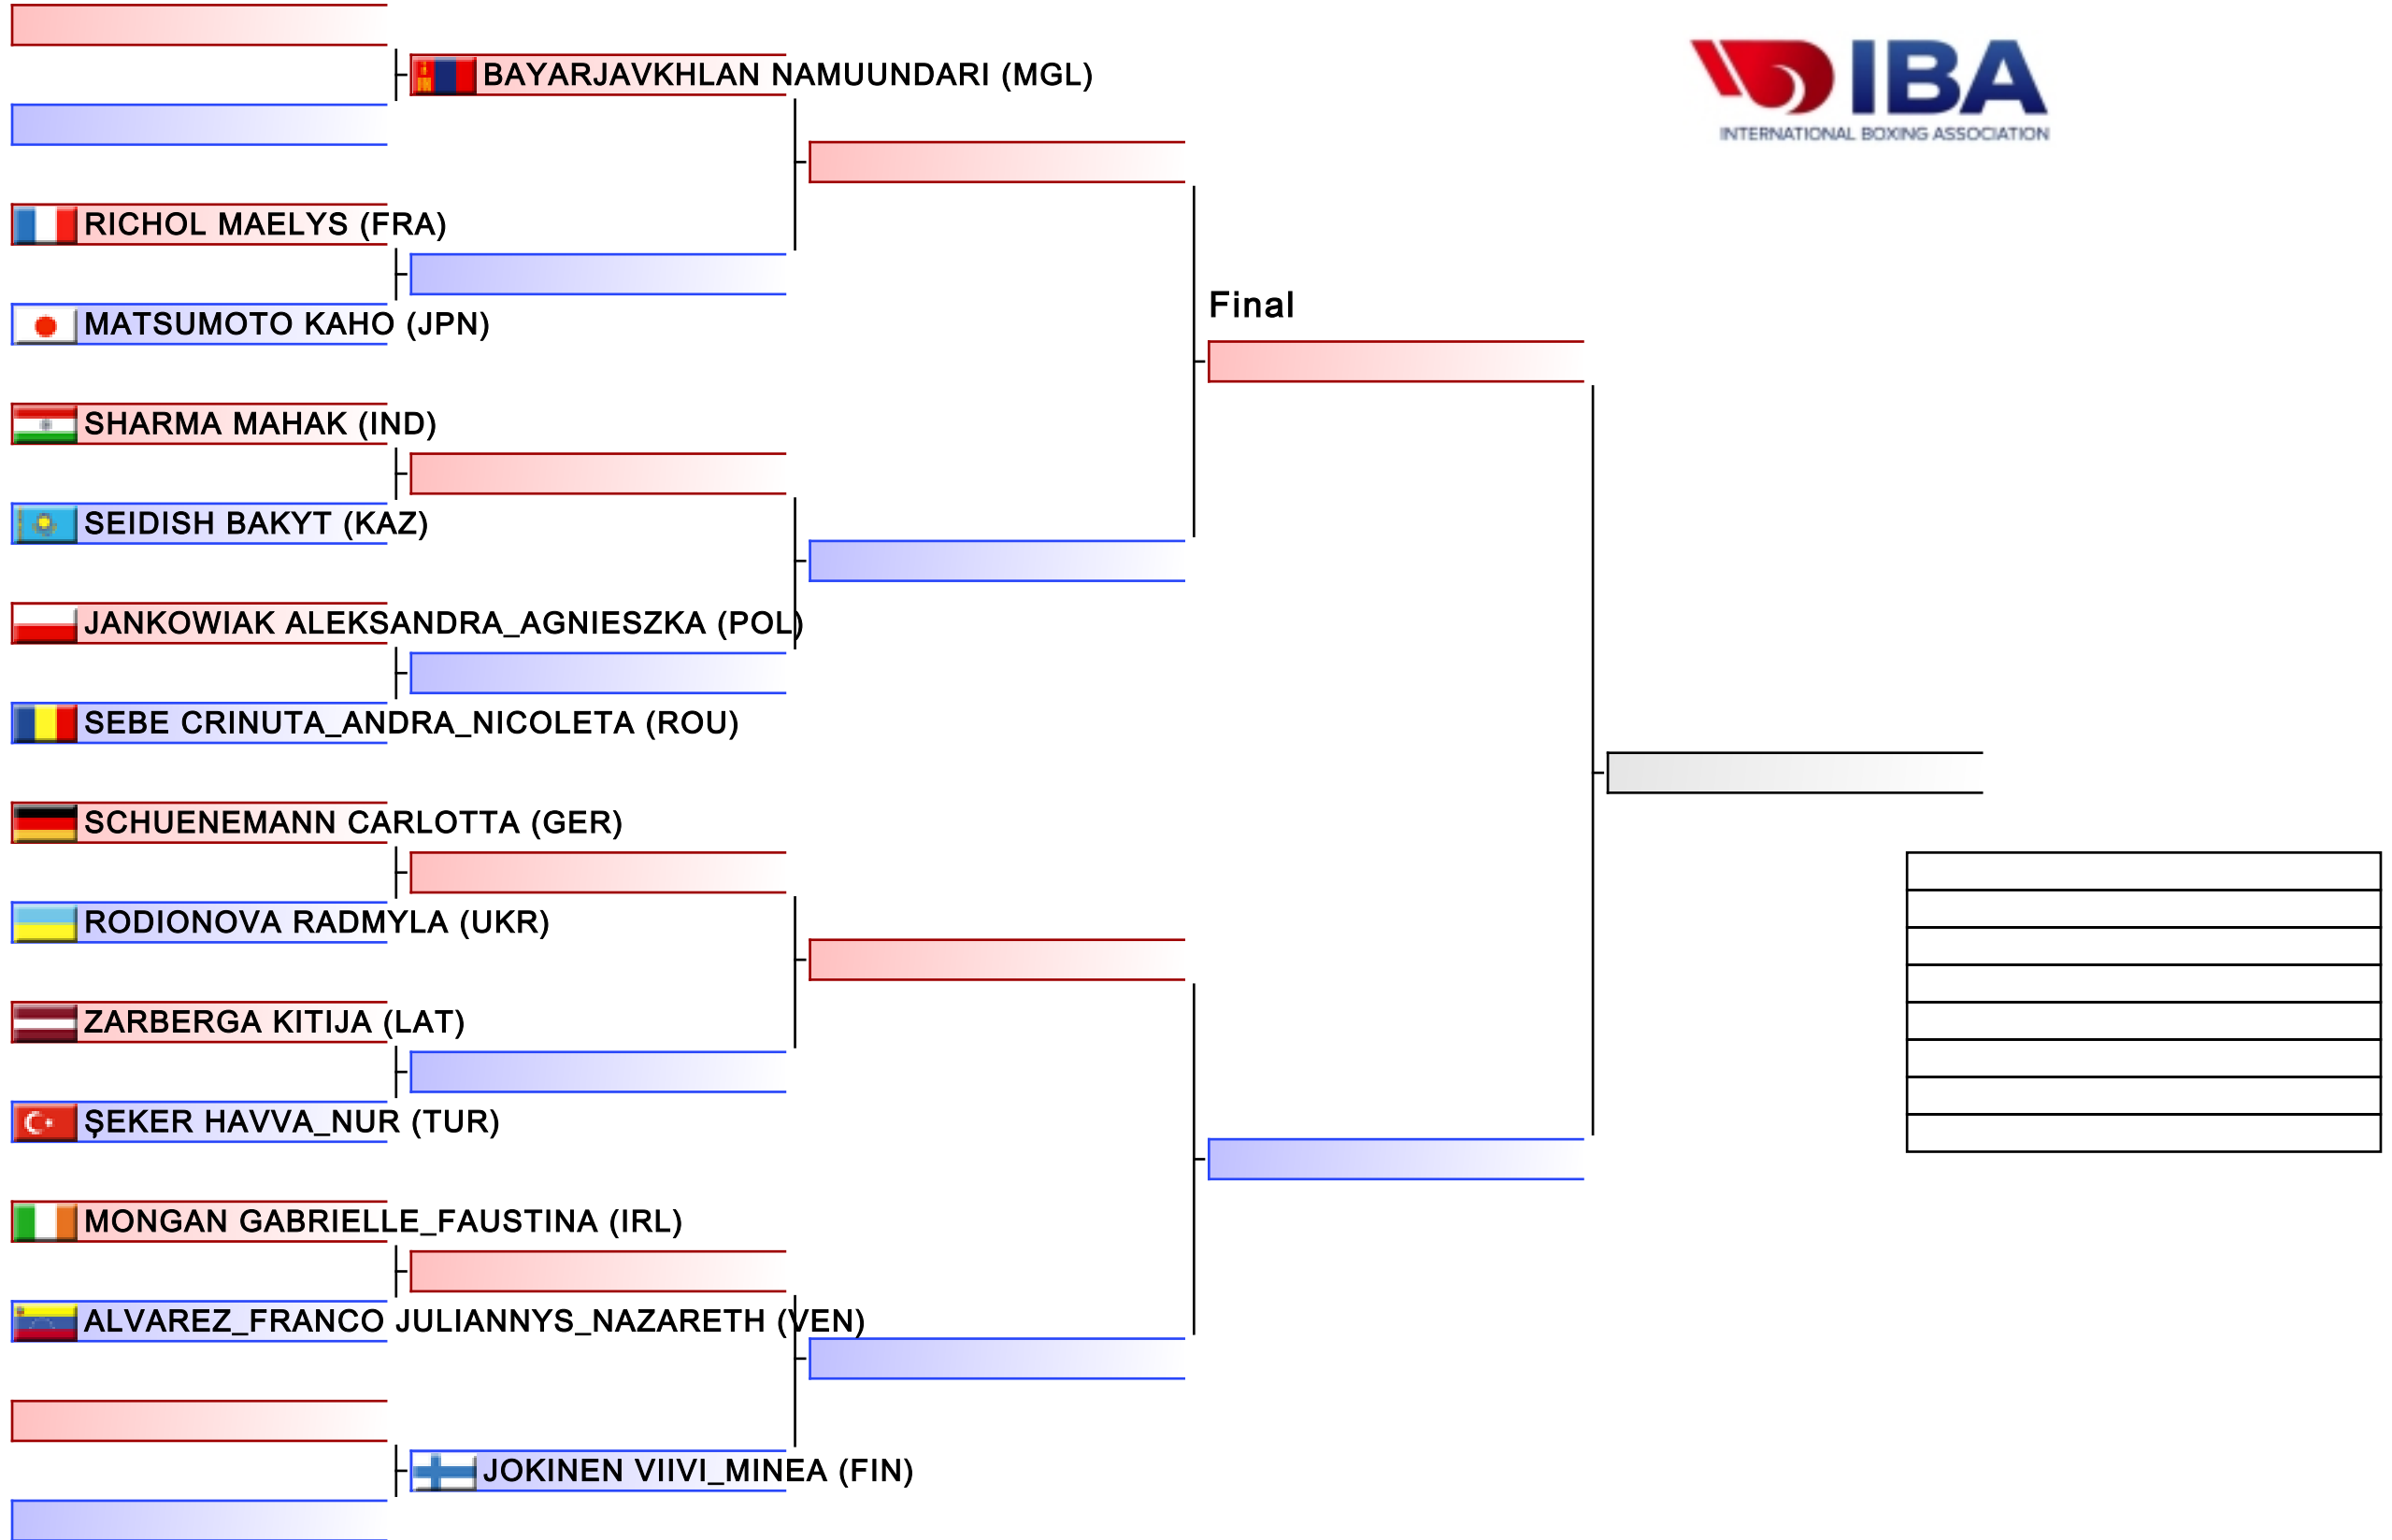 BAYARJAVKHLAN NAMUUNDARI (MGL)
IBA
INTERNATIONAL BOXING ASSOCIATION
RICHOL MAELYS (FRA)
Final
MATSUMOTO KAHO (JPN)
SHARMA MAHAK (IND)
SEIDISH BAKYT (KAZ)
JANKOWIAK ALEKSANDRA_AGNIESZKA (POL)
SEBE CRINUTA_ANDRA_NICOLETA (ROU)
SCHUENEMANN CARLOTTA (GER)
RODIONOVA RADMYLA (UKR)
ZARBERGA KITIJA (LAT)
ŞEKER HAVVA_NUR (TUR)
MONGAN GABRIELLE_FAUSTINA (IRL)
ALVAREZ_FRANCO JULIANNYS_NAZARETH (VEN)
JOKINEN VIIVI_MINEA (FIN)